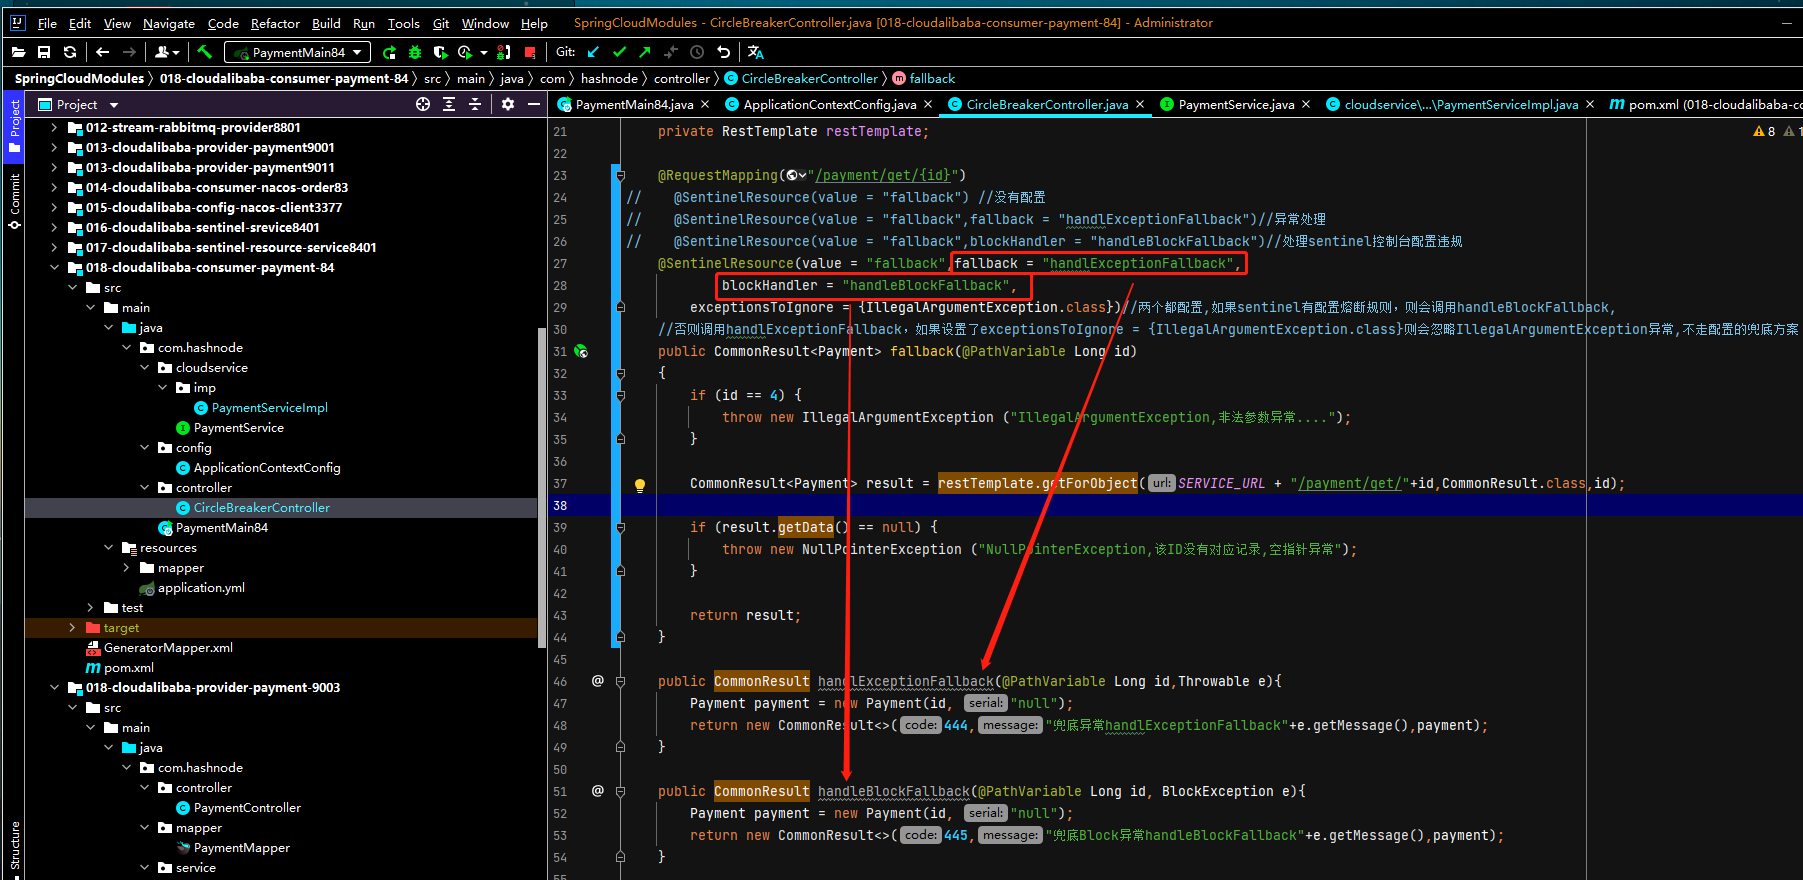 File Edit View Navigate Code Refactor Build Run Tools Git Window Help SpringCloudModules - CircleBreakerController.java [018-cloudalibaba-consumer-payment-84] - Administrator
PaymentMain84 Git:
SpringCloudModules 018-cloudalibaba-consumer-payment-84 src main java com hashnode controller CircleBreakerController fallback
Project
Commit
Structure
Project
012-stream-rabbitmq-provider8801
013-cloudalibaba-provider-payment9001
013-cloudalibaba-provider-payment9011
014-cloudalibaba-consumer-nacos-order83
015-cloudalibaba-config-nacos-client3377
016-cloudalibaba-sentinel-srevice8401
017-cloudalibaba-sentinel-resource-service8401
018-cloudalibaba-consumer-payment-84
src
main
java
com.hashnode
cloudservice
imp
PaymentServiceImpl
PaymentService
config
ApplicationContextConfig
controller
CircleBreakerController
PaymentMain84
resources
mapper
application.yml
test
target
GeneratorMapper.xml
pom.xml
018-cloudalibaba-provider-payment-9003
src
main
java
com.hashnode
controller
PaymentController
mapper
PaymentMapper
service
PaymentMain84.java ApplicationContextConfig.java CircleBreakerController.java PaymentService.java cloudservice\...\PaymentServiceImpl.java pom.xml (018-cloudalibaba-co
8 1
21 private RestTemplate restTemplate;
22
23 @RequestMapping("/payment/get/{id}")
24 // @SentinelResource(value = "fallback") //没有配置
25 // @SentinelResource(value = "fallback",fallback = "handlExceptionFallback")//异常处理
26 // @SentinelResource(value = "fallback",blockHandler = "handleBlockFallback")//处理sentinel控制台配置违规
27 @SentinelResource(value = "fallback",fallback = "handlExceptionFallback",
28 blockHandler = "handleBlockFallback",
29 exceptionsToIgnore = {IllegalArgumentException.class})//两个都配置,如果sentinel有配置熔断规则，则会调用handleBlockFallback,
30 //否则调用handlExceptionFallback，如果设置了exceptionsToIgnore = {IllegalArgumentException.class}则会忽略IllegalArgumentException异常,不走配置的兜底方案
31 public CommonResult<Payment> fallback(@PathVariable Long id)
32 {
33 if (id == 4) {
34 throw new IllegalArgumentException ("IllegalArgumentException,非法参数异常....");
35 }
36
37 CommonResult<Payment> result = restTemplate.getForObject( url: SERVICE_URL + "/payment/get/"+id,CommonResult.class,id);
38
39 if (result.getData() == null) {
40 throw new NullPointerException ("NullPointerException,该ID没有对应记录,空指针异常");
41 }
42
43 return result;
44 }
45
46 @ public CommonResult handlExceptionFallback(@PathVariable Long id,Throwable e){
47 Payment payment = new Payment(id, serial: "null");
48 return new CommonResult<>( code: 444, message: "兜底异常handlExceptionFallback"+e.getMessage(),payment);
49 }
50
51 @ public CommonResult handleBlockFallback(@PathVariable Long id, BlockException e){
52 Payment payment = new Payment(id, serial: "null");
53 return new CommonResult<>( code: 445, message: "兜底Block异常handleBlockFallback"+e.getMessage(),payment);
54 }
55